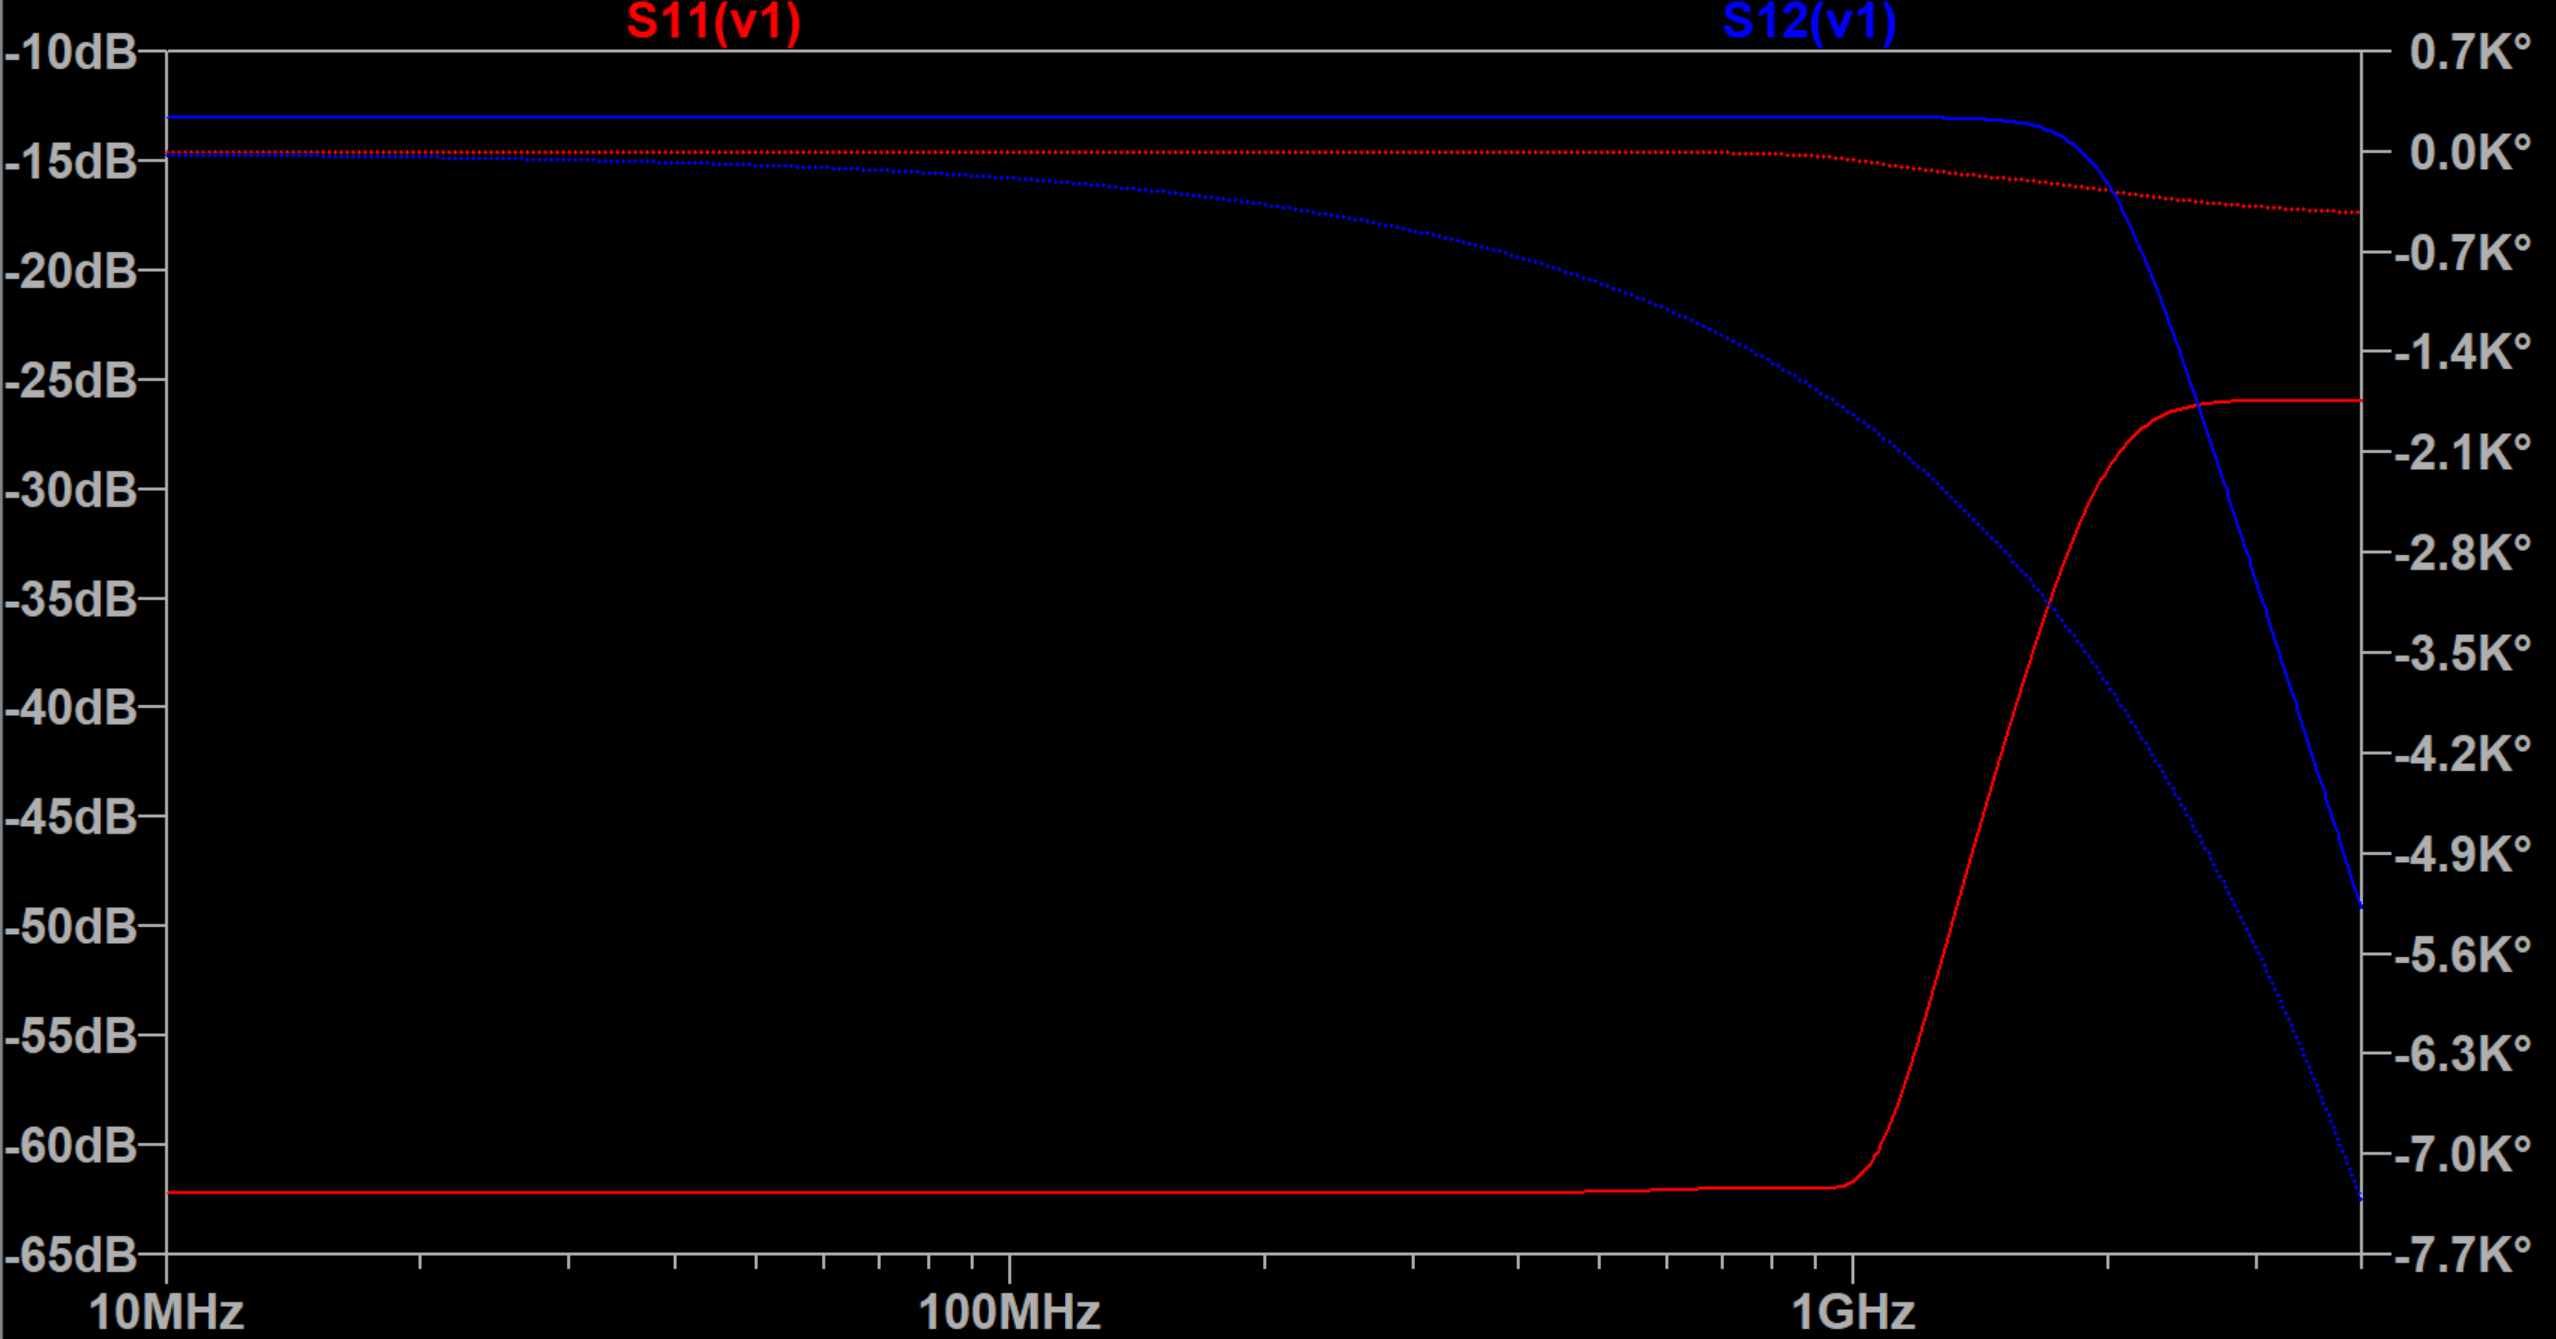 S11(v1) S12(v1)
-10dB 0.7K°
-15dB 0.0K°
-20dB -0.7K°
-25dB -1.4K°
-30dB -2.1K°
-35dB -2.8K°
-40dB -3.5K°
-45dB -4.2K°
-50dB -4.9K°
-55dB -5.6K°
-60dB -6.3K°
-65dB -7.0K°
-7.7K°
10MHz 100MHz 1GHz